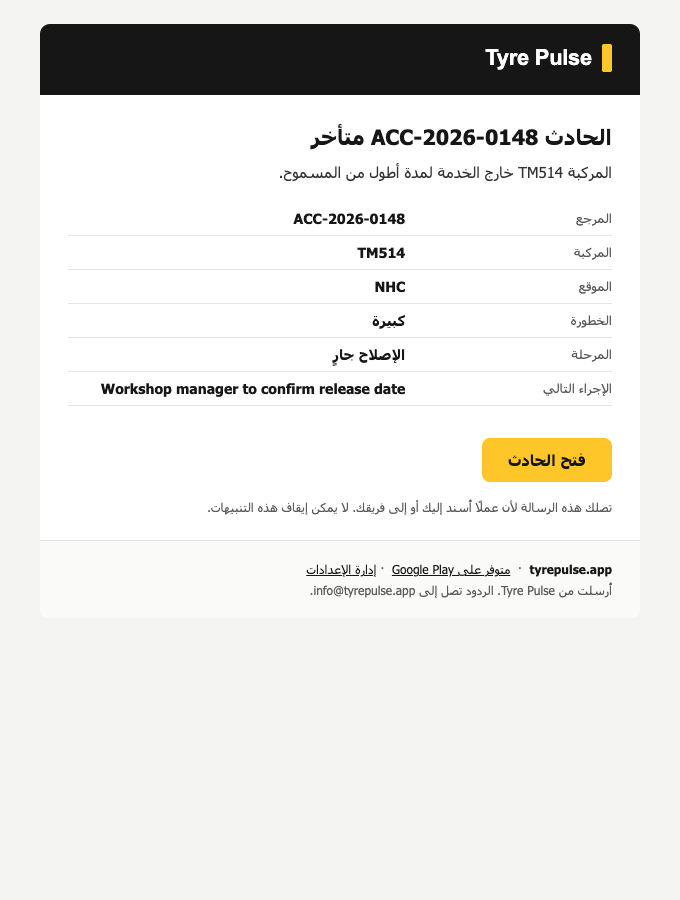 Tyre Pulse
الحادث ACC-2026-0148 متأخر
المركبة TM514 خارج الخدمة لمدة أطول من المسموح.
المرجع ACC-2026-0148
المركبة TM514
الموقع NHC
الخطورة كبيرة
المرحلة الإصلاح جارٍ
الإجراء التالي Workshop manager to confirm release date
فتح الحادث
تصلك هذه الرسالة لأن عملًا أُسند إليك أو إلى فريقك. لا يمكن إيقاف هذه التنبيهات.
tyrepulse.app · متوفر على Google Play · إدارة الإعدادات
أُرسلت من Tyre Pulse. الردود تصل إلى info@tyrepulse.app.